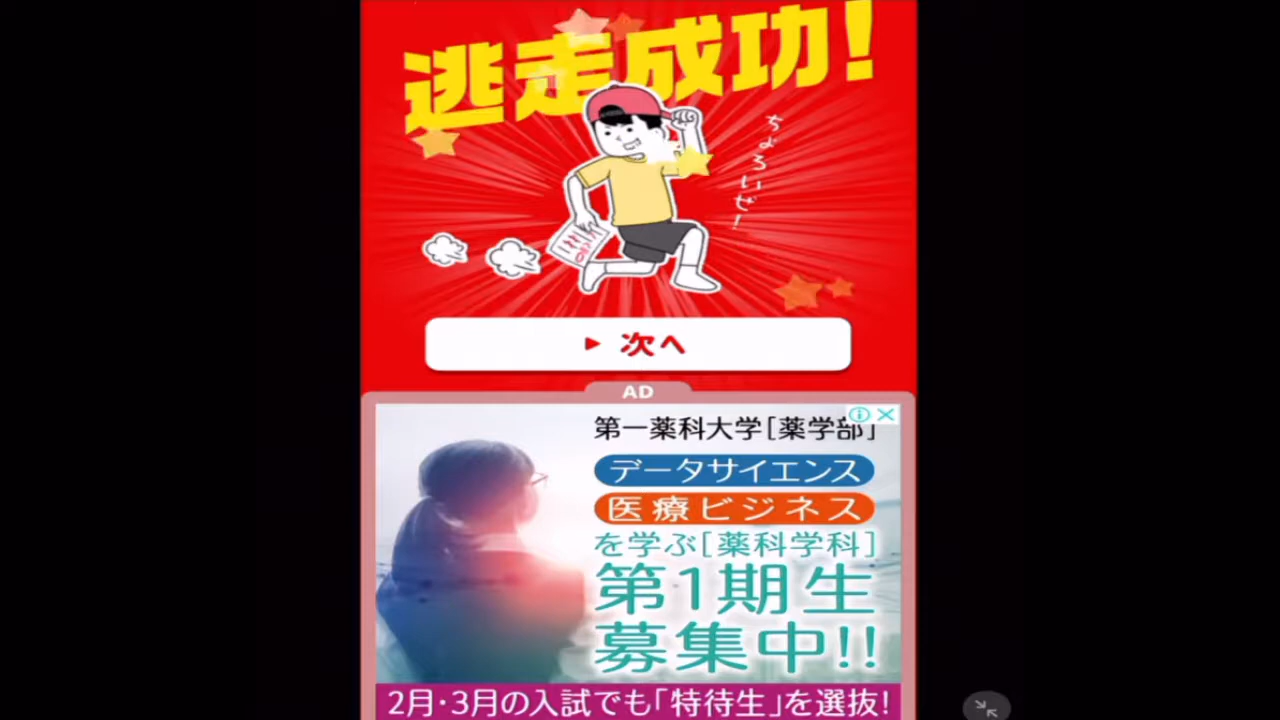 逃走成功!
ちょろいぜ!
次へ
AD
第一薬科大学[薬学部]
データサイエンス
医療ビジネス
を学ぶ[薬科学科]
第1期生
募集中!!
2月・3月の入試でも「特待生」を選抜!